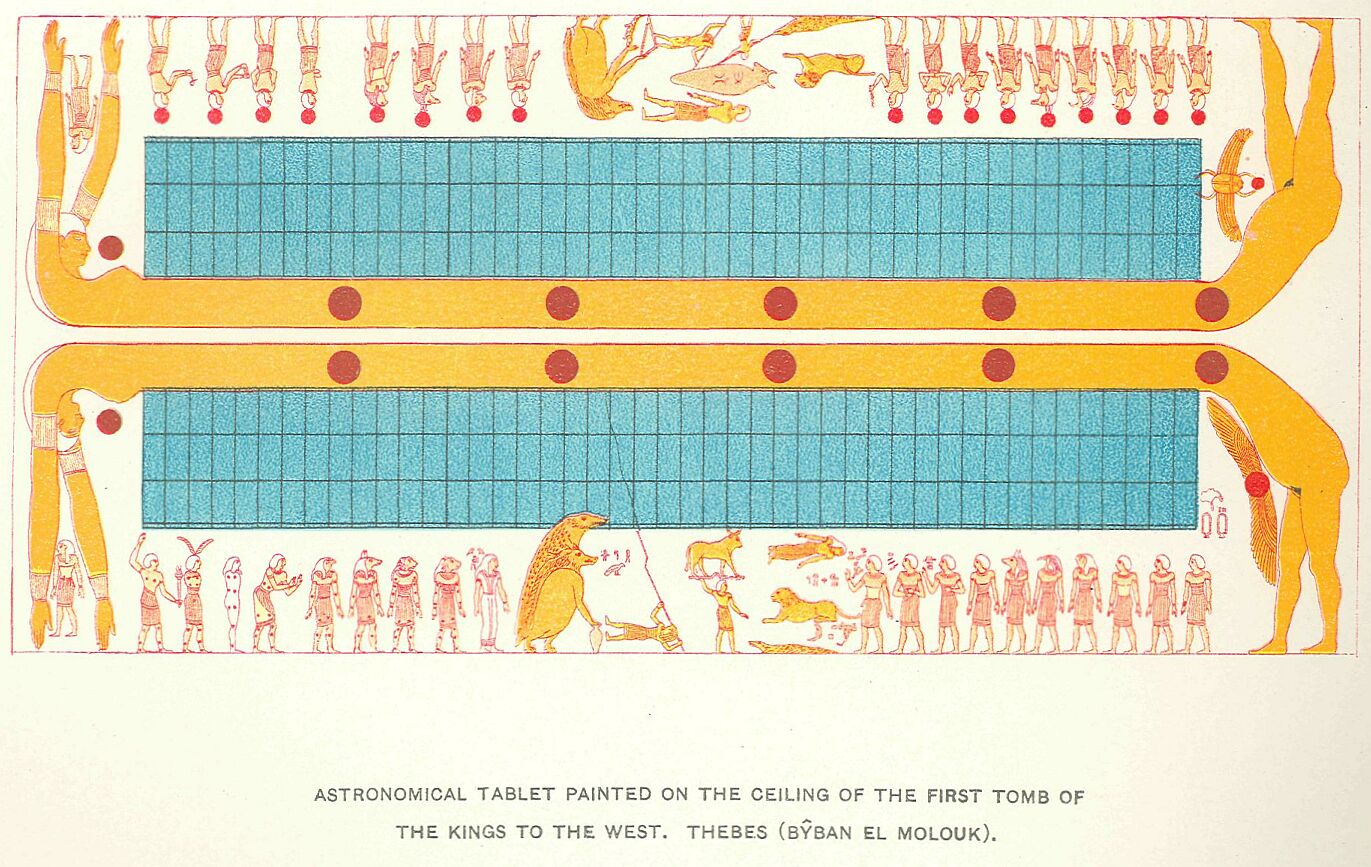 ASTRONOMICAL TABLET PAINTED ON THE CEILING OF THE FIRST TOMB OF
THE KINGS TO THE WEST. THEBES (BŶBAN EL MOLOUK).